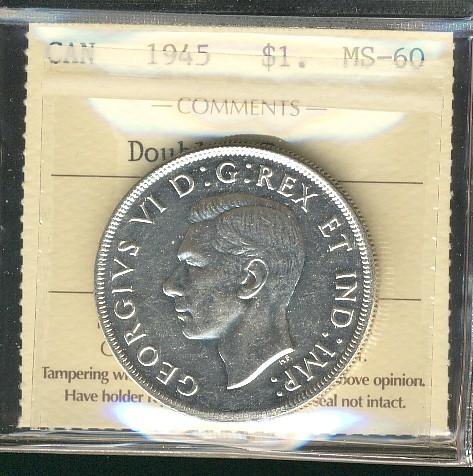 CAN 1945 $1. MS-60
— COMMENTS —
Doub
GEORGIVS VI D:G:REX ET IND:IMP:
Tampering w bove opinion.
Have holder seal not intact.